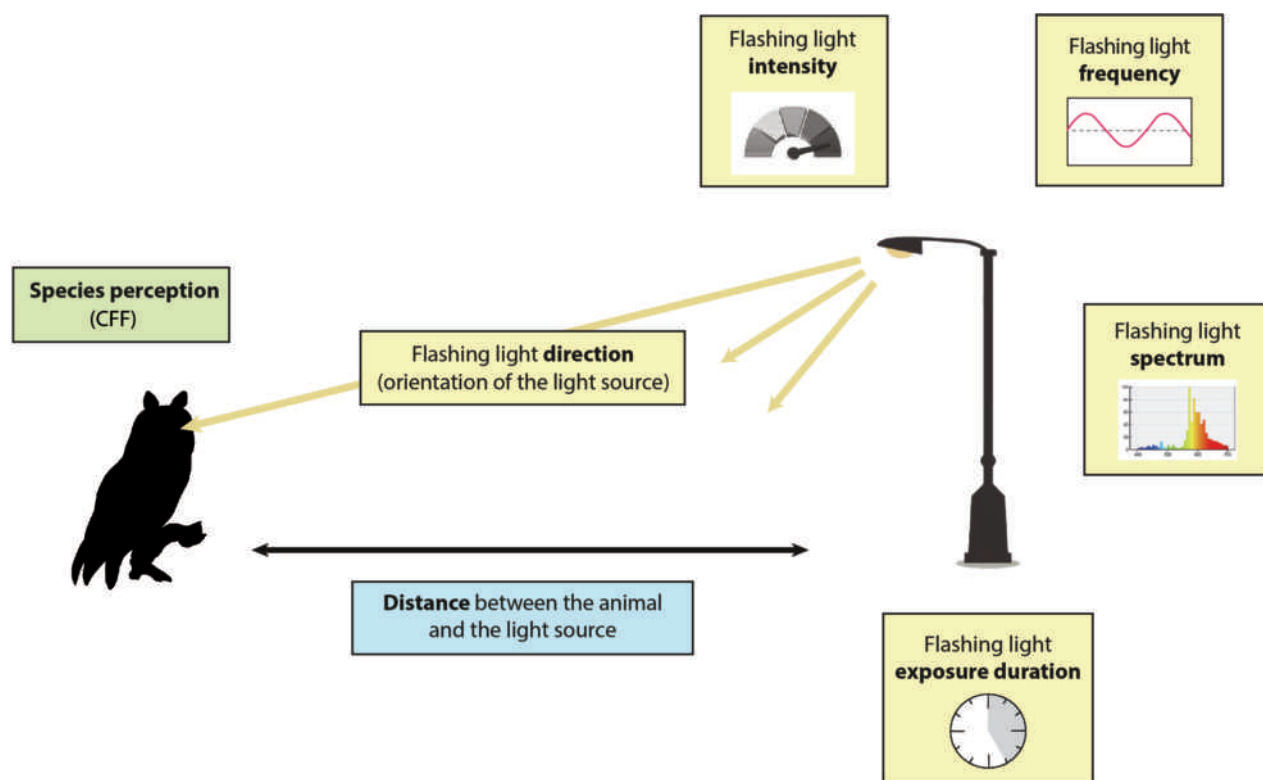 Flashing light
intensity
Flashing light
frequency
Species perception
(CFF)
Flashing light direction
(orientation of the light source)
Flashing light
spectrum
Distance between the animal
and the light source
Flashing light
exposure duration